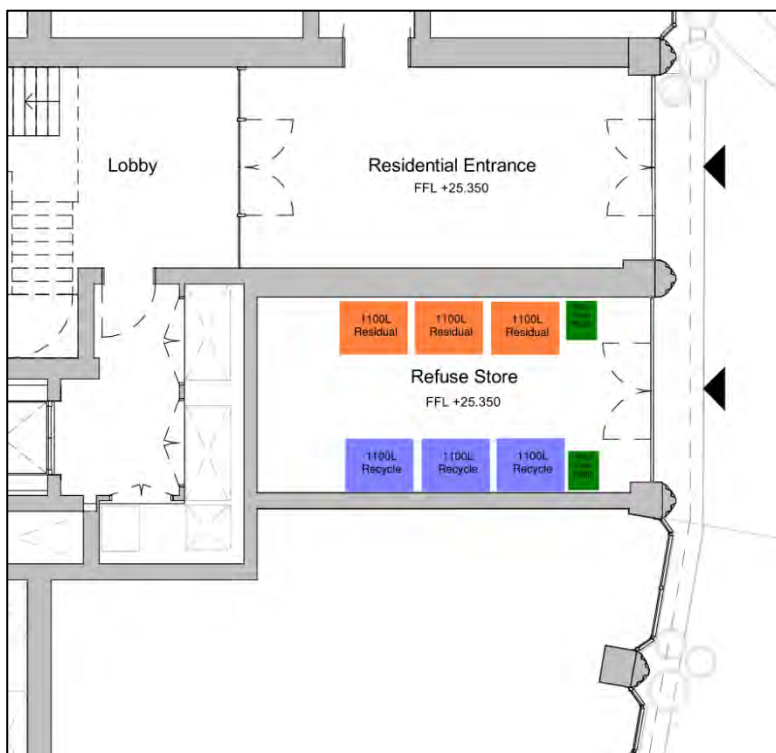 Lobby
Residential Entrance
FFL +25.350
1100L
Residual
1100L
Residual
1100L
Residual
Refuse Store
FFL +25.350
1100L
Recycle
1100L
Recycle
1100L
Recycle